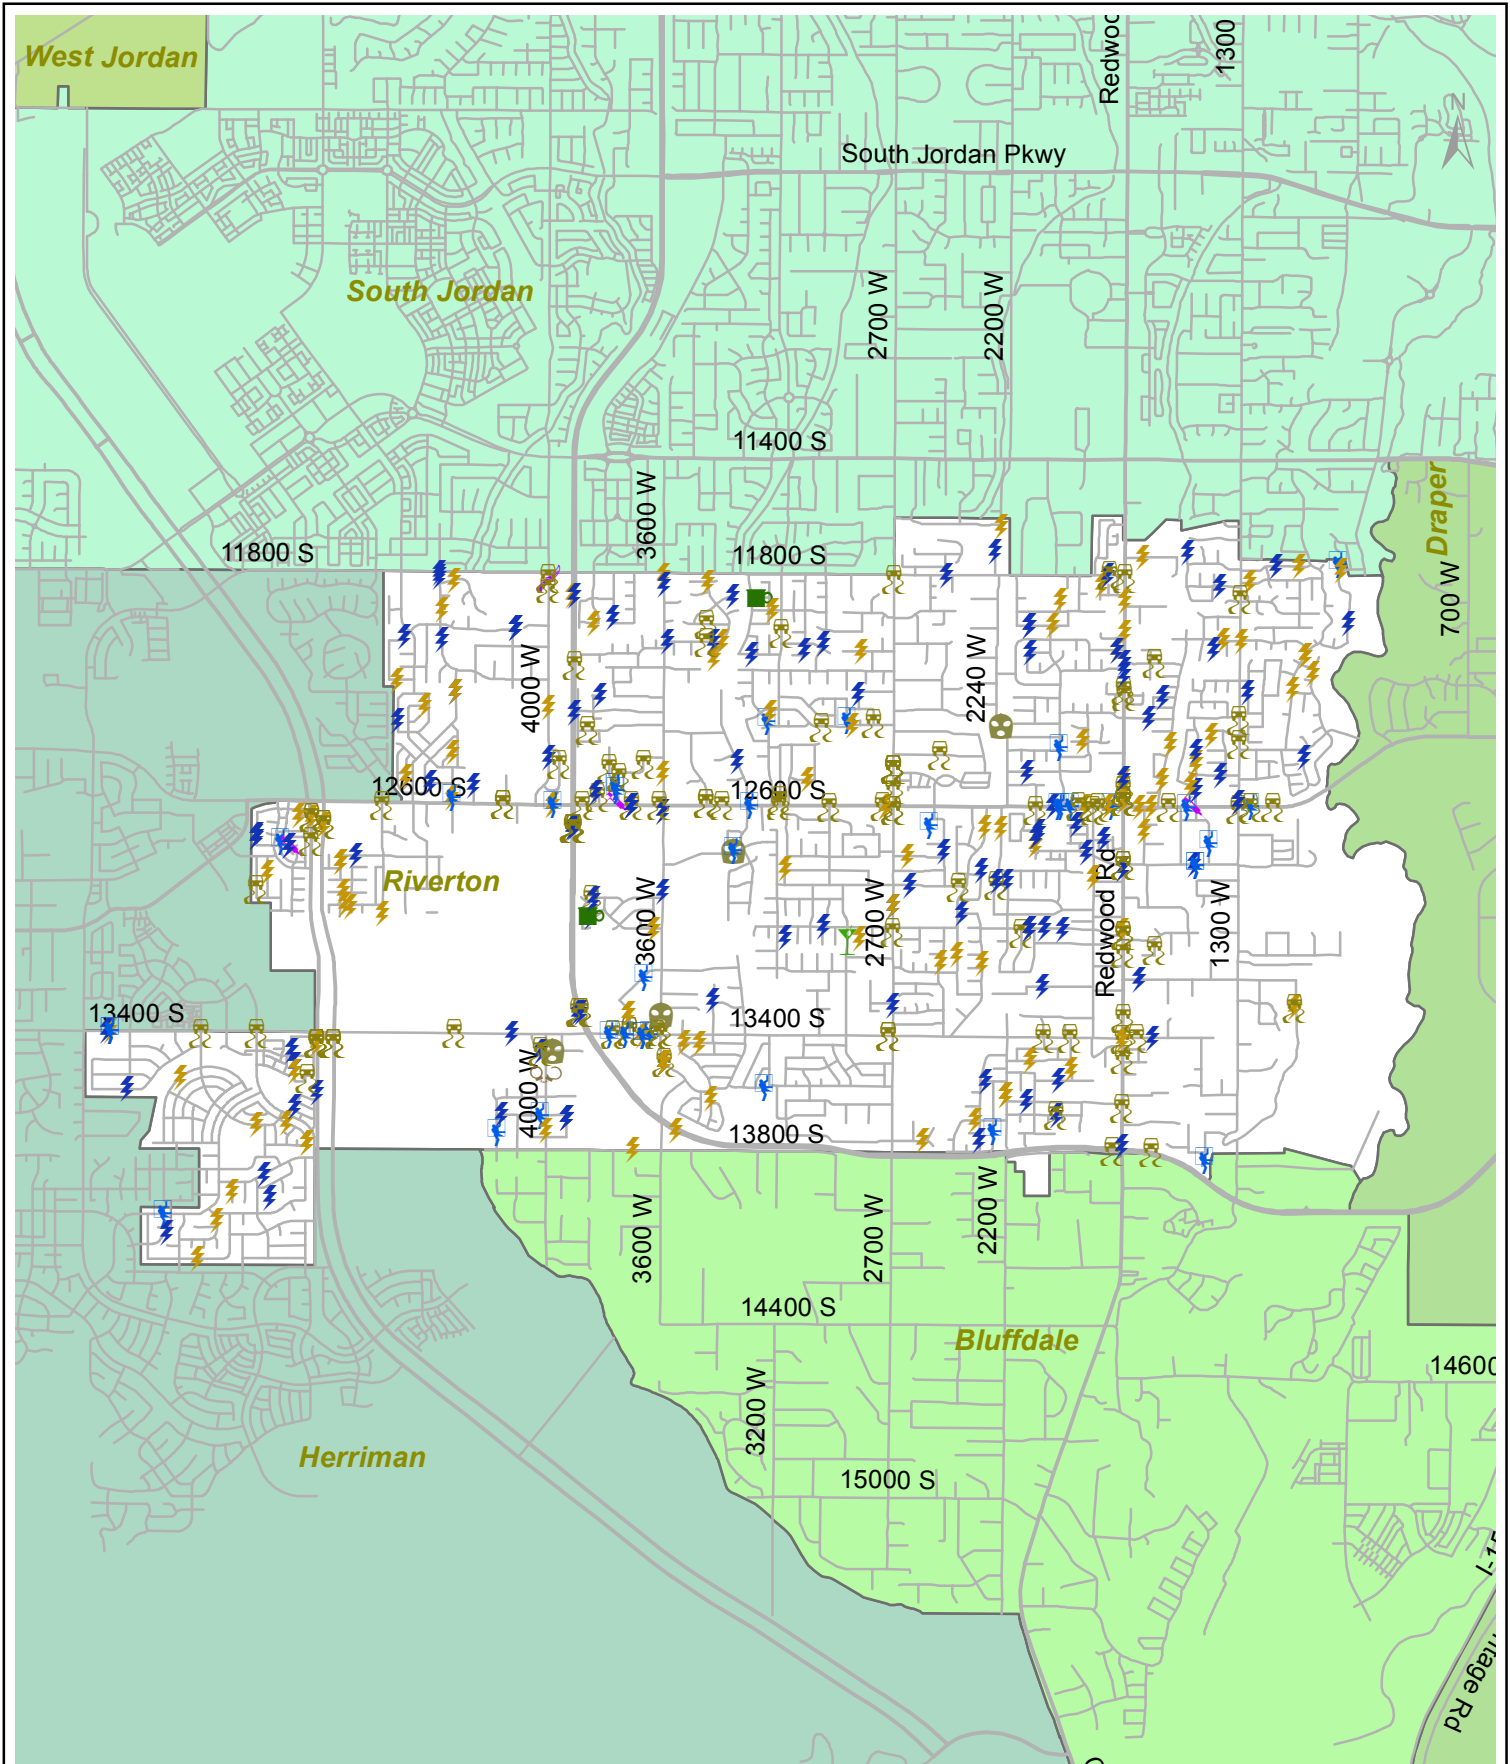 Redwoo
1300
West Jordan
N
South Jordan Pkwy
South Jordan
2700 W
2200 W
11400 S
3600 W
Draper
11800 S
11800 S
700 W
4000 W
2240 W
12600 S
12600 S
Riverton
3600 W
2700 W
Redwood Rd
1300 W
13400 S
13400 S
4000 W
13800 S
3600 W
2700 W
2200 W
14400 S
Bluffdale
14600
3200 W
Herriman
15000 S
I-15
ntage Rd